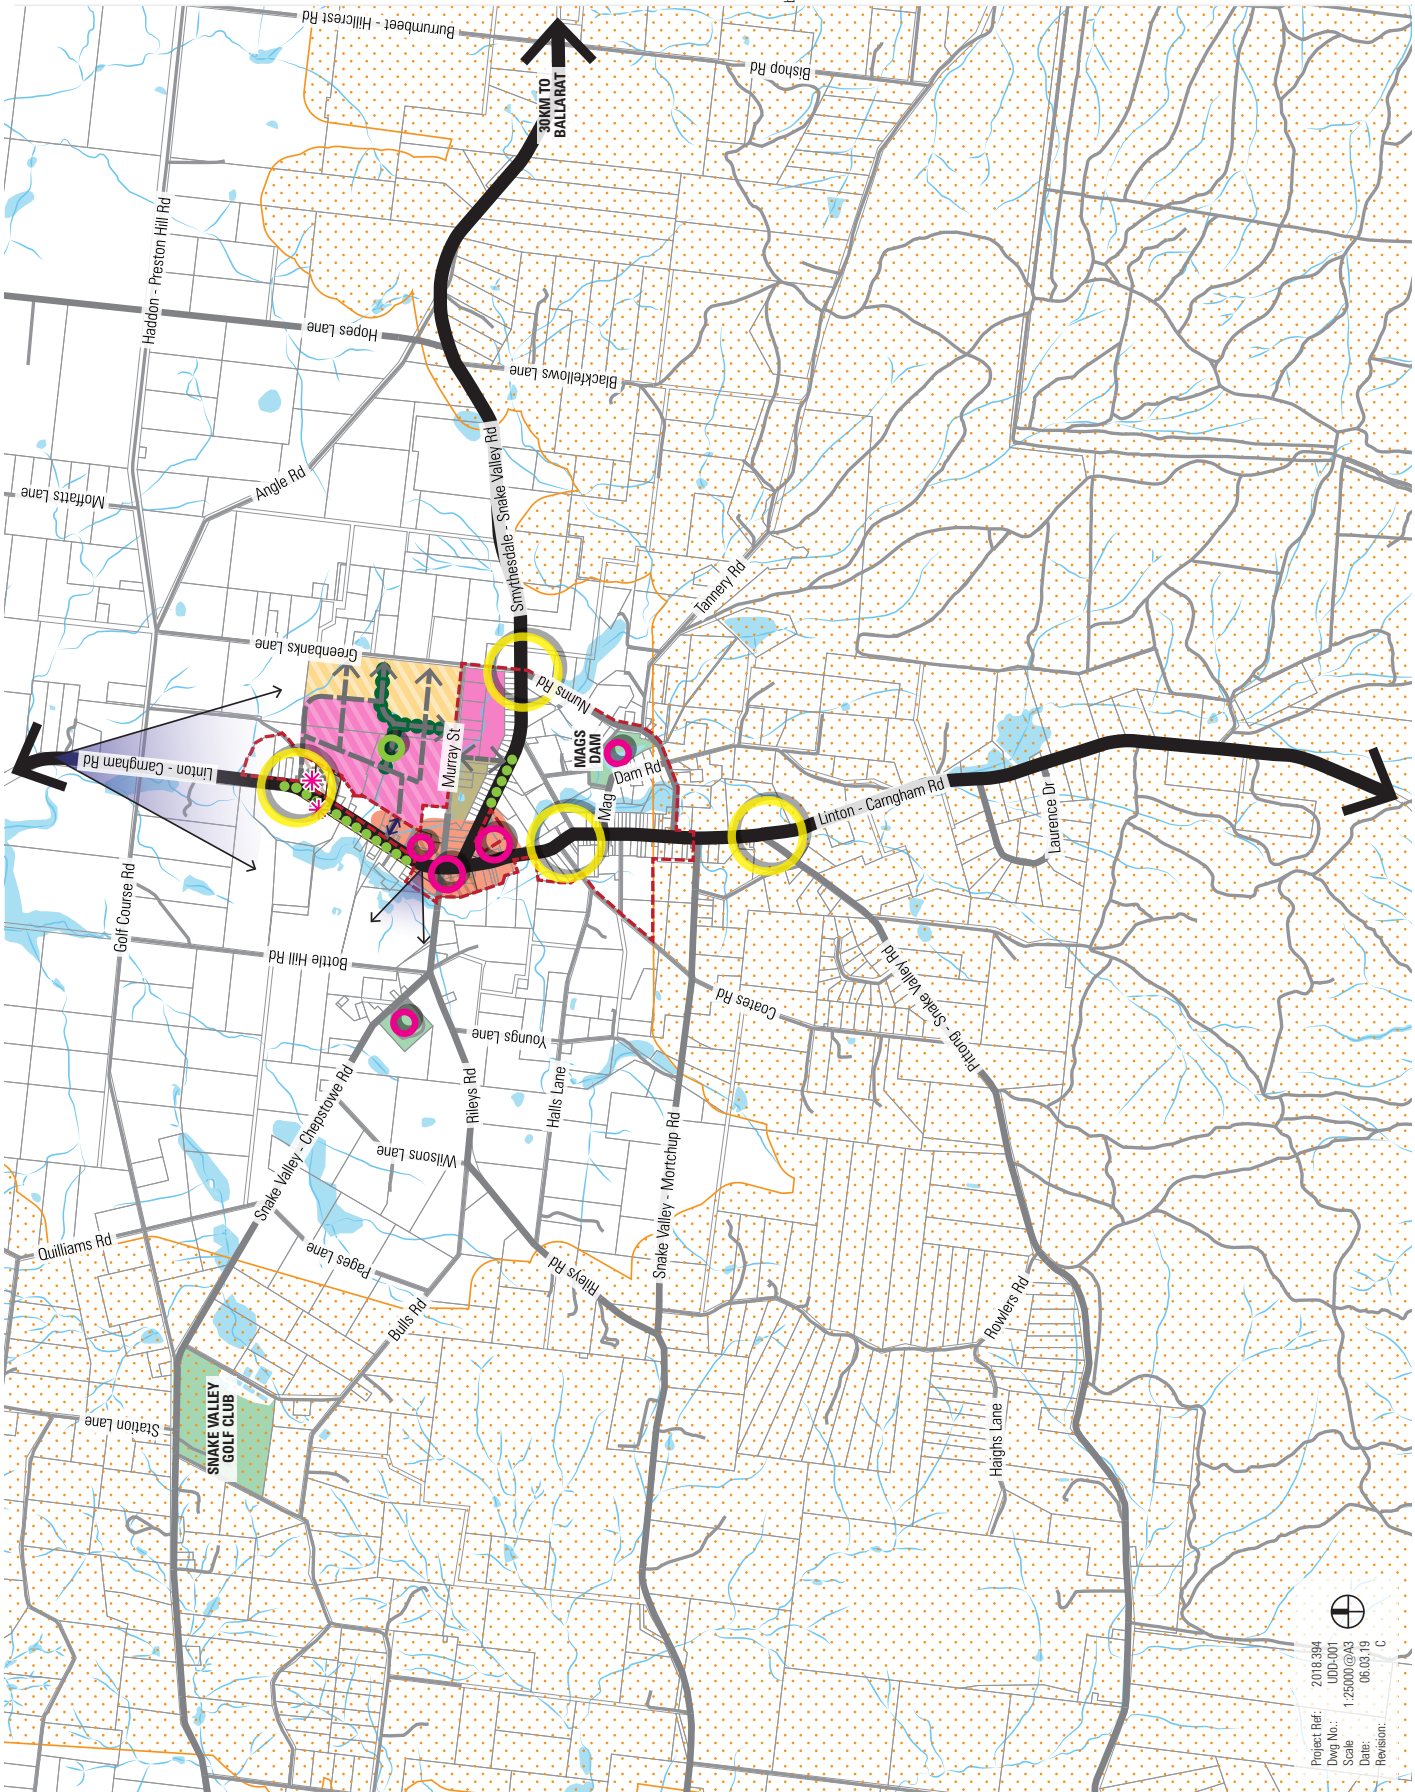 Burrumbeet - Hillcrest Rd
Bishop Rd
30KM TO
BALLARAT
Haddon - Preston Hill Rd
Hopes Lane
Blackfellows Lane
Angle Rd
Moffatts Lane
Smythesdale - Snake Valley Rd
Tannery Rd
Greenbanks Lane
Nunns Rd
Murray St
MAGS
DAM
Mag Dam Rd
Linton - Carngham Rd
Linton - Carngham Rd
Laurence Dr
Golf Course Rd
Bottle Hill Rd
Pittong - Snake Valley Rd
Coates Rd
Youngs Lane
Rileys Rd
Halls Lane
Snake Valley - Chepstowe Rd
Wilsons Lane
Snake Valley - Mortchup Rd
Quilliams Rd
Pages Lane
Rileys Rd
Bulls Rd
Rowlers Rd
SNAKE VALLEY
GOLF CLUB
Station Lane
Haighs Lane
Project Ref: 2018.394
Dwg No.: UDD-001
Scale 1:25000@A3
Date: 06.03.19
Revision: C